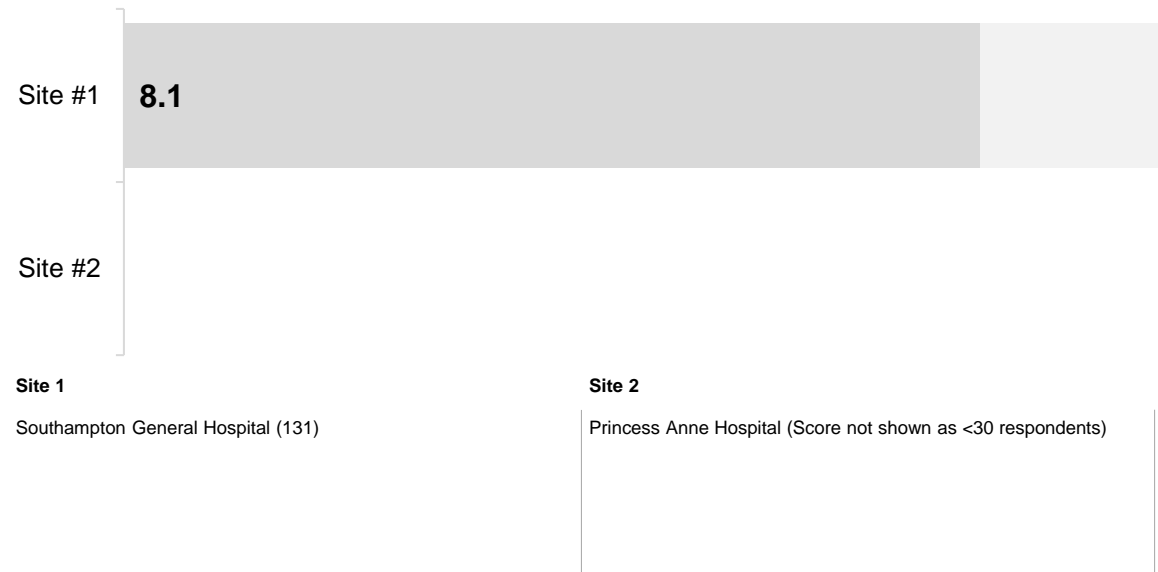 Site #1
8.1
Site #2
Site 1
Site 2
Southampton General Hospital (131)
Princess Anne Hospital (Score not shown as <30 respondents)